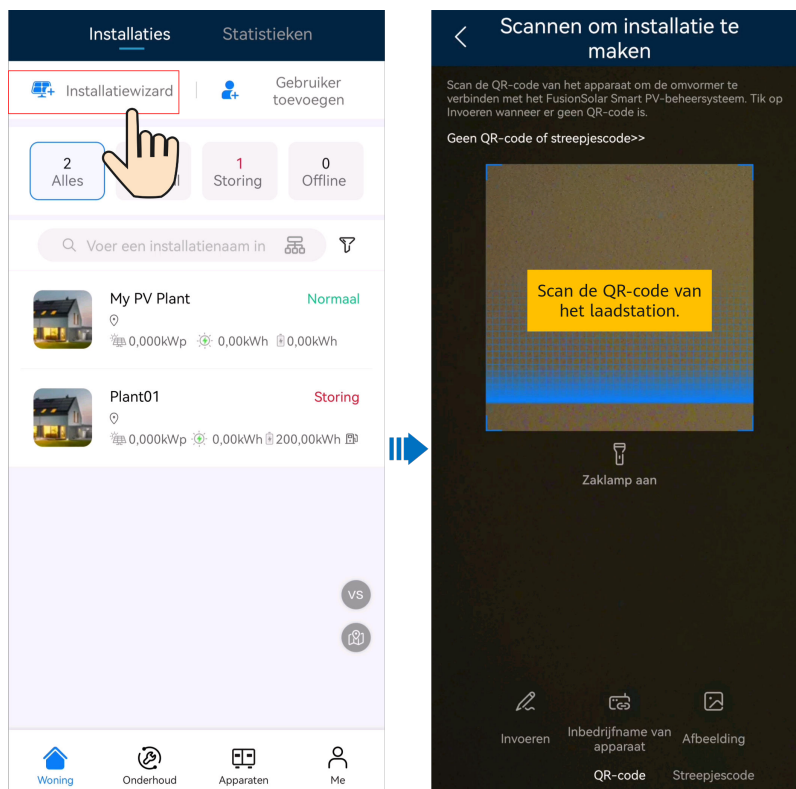 Installaties
Statistieken
Installatiewizard
Gebruiker
toevoegen
2
Alles
1
Storing
0
Offline
Voer een installatienaam in
My PV Plant
Normaal
0,000kWp 0,00kWh 0,00kWh
Plant01
Storing
0,000kWp 0,00kWh 200,00kWh
VS
Woning
Onderhoud
Apparaten
Me
Scannen om installatie te
maken
Scan de QR-code van het apparaat om de omvormer te
verbinden met het FusionSolar Smart PV-beheersysteem. Tik op
Invoeren wanneer er geen QR-code is.
Geen QR-code of streepjescode>>
Scan de QR-code van
het laadstation.
Zaklamp aan
Invoeren
Inbedrijfname van
apparaat
Afbeelding
QR-code
Streepjescode